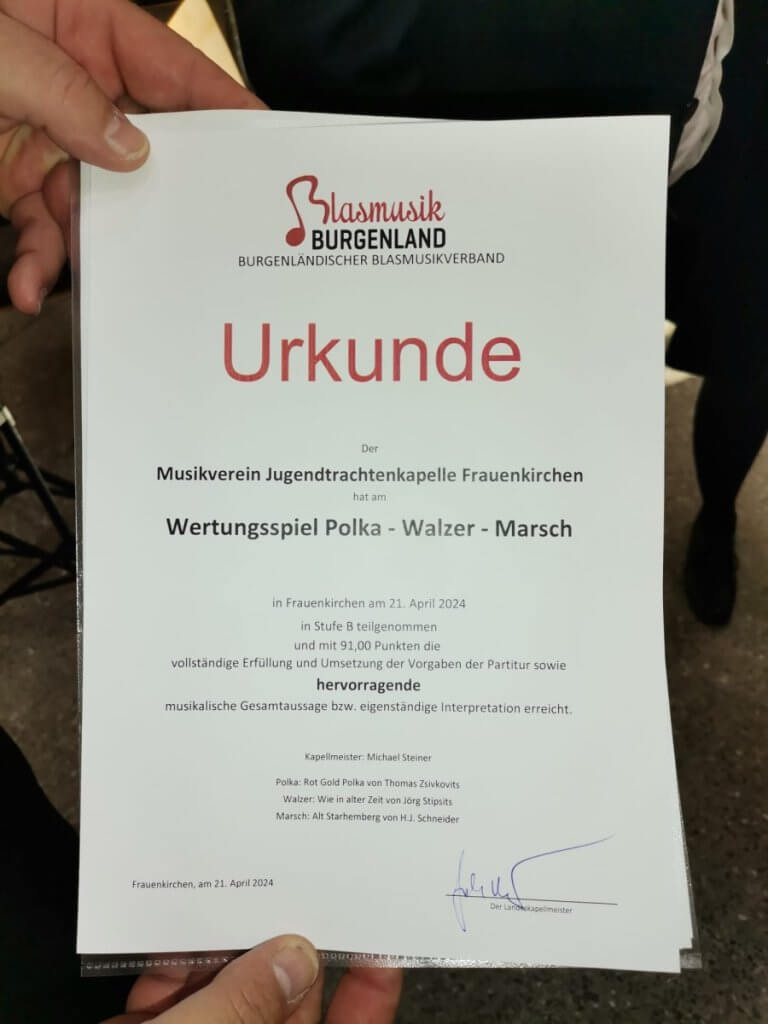 Blasmusik
BURGENLAND
BURGENLÄNDISCHER BLASMUSIKVERBAND
Urkunde
Der
Musikverein Jugendtrachtenkapelle Frauenkirchen
hat am
Wertungsspiel Polka - Walzer - Marsch
in Frauenkirchen am 21. April 2024
in Stufe B teilgenommen
und mit 91,00 Punkten die
vollständige Erfüllung und Umsetzung der Vorgaben der Partitur sowie
hervorragende
musikalische Gesamtaussage bzw. eigenständige Interpretation erreicht.
Kapellmeister: Michael Steiner
Polka: Rot Gold Polka von Thomas Zsivkovits
Walzer: Wie in alter Zeit von Jörg Stipsits
Marsch: Alt Starhemberg von H.J. Schneider
Frauenkirchen, am 21. April 2024
Der Landeskapellmeister